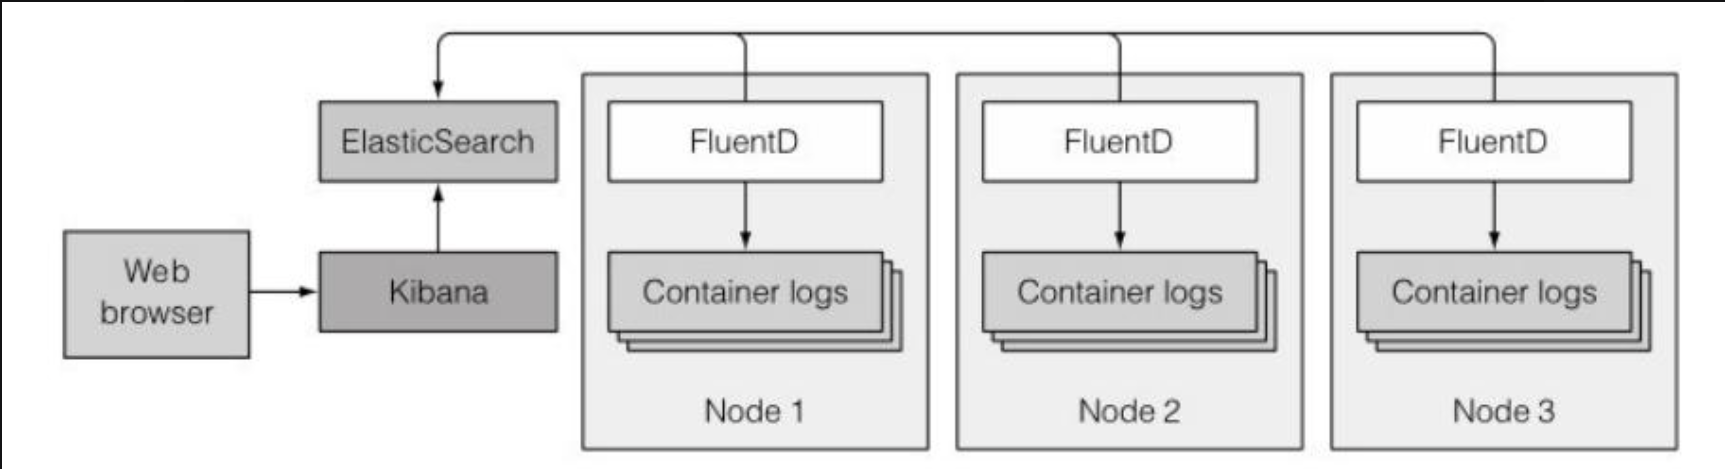 ElasticSearch
FluentD
FluentD
FluentD
Web
browser
Kibana
Container logs
Container logs
Container logs
Node 1
Node 2
Node 3